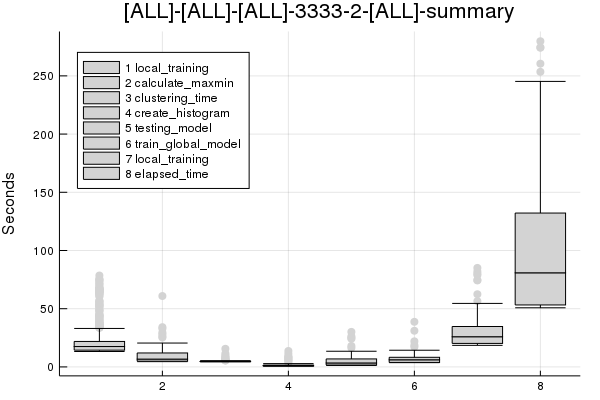 [ALL]-[ALL]-[ALL]-3333-2-[ALL]-summary
Seconds
250
200
150
100
50
0
1 local_training
2 calculate_maxmin
3 clustering_time
4 create_histogram
5 testing_model
6 train_global_model
7 local_training
8 elapsed_time
2 4 6 8